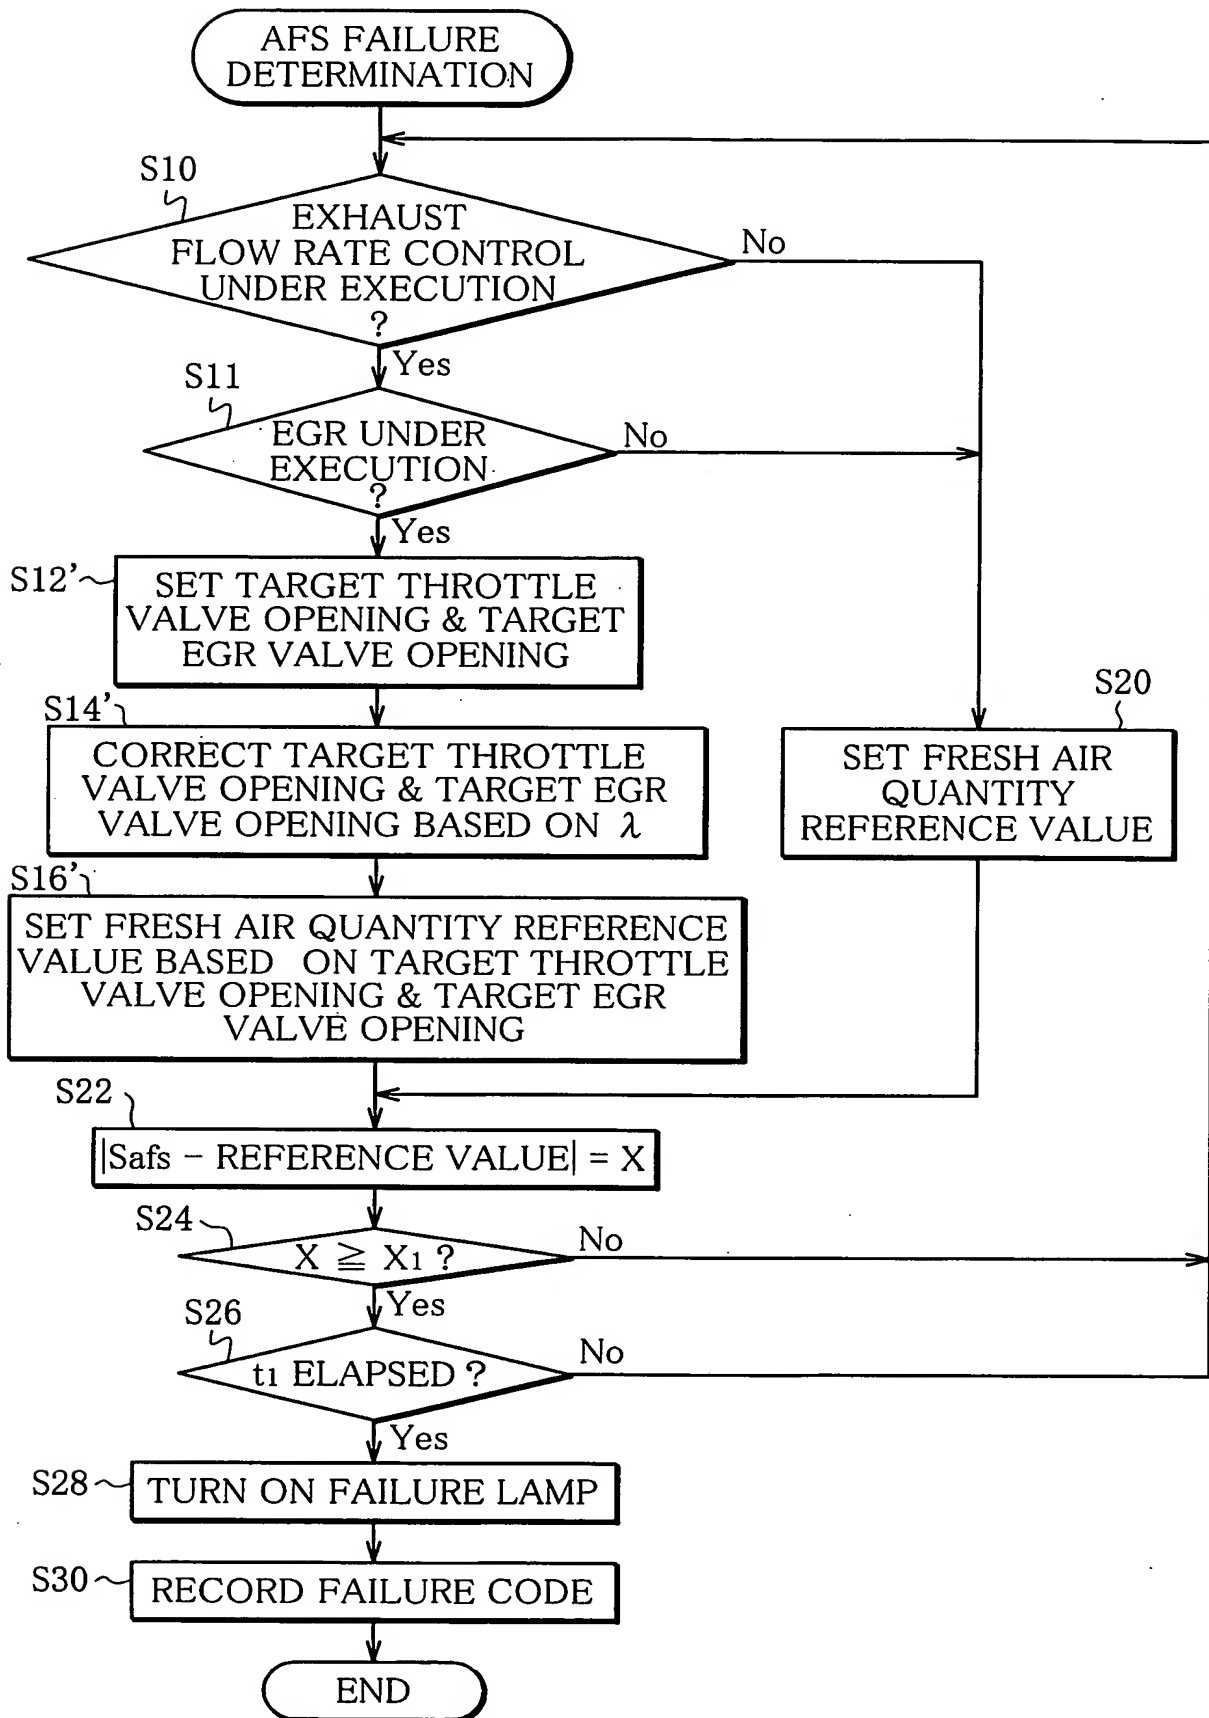 AFS FAILURE
DETERMINATION
S10
EXHAUST
FLOW RATE CONTROL
UNDER EXECUTION
?
No
Yes
S11
EGR UNDER
EXECUTION
?
No
Yes
S12'
SET TARGET THROTTLE
VALVE OPENING & TARGET
EGR VALVE OPENING
S14'
CORRECT TARGET THROTTLE
VALVE OPENING & TARGET EGR
VALVE OPENING BASED ON λ
S20
SET FRESH AIR
QUANTITY
REFERENCE VALUE
S16'
SET FRESH AIR QUANTITY REFERENCE
VALUE BASED ON TARGET THROTTLE
VALVE OPENING & TARGET EGR
VALVE OPENING
S22
|Safs – REFERENCE VALUE| = X
S24
X ≧ X1 ?
No
Yes
S26
t1 ELAPSED ?
No
Yes
S28
TURN ON FAILURE LAMP
S30
RECORD FAILURE CODE
END